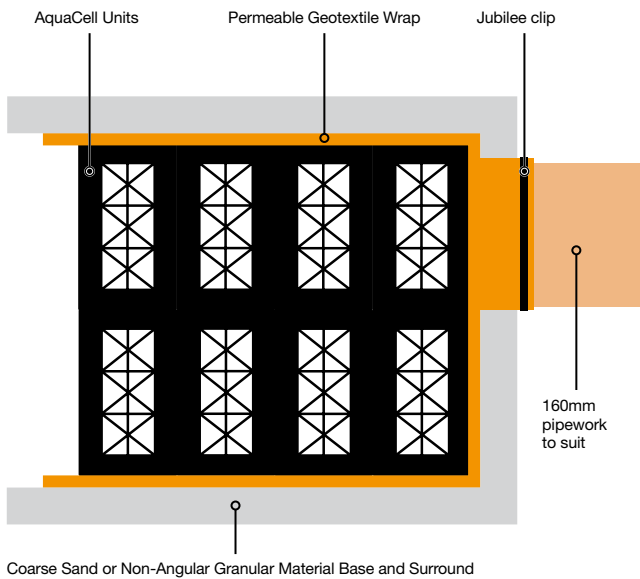 AquaCell Units
Permeable Geotextile Wrap
Jubilee clip
160mm
pipework
to suit
Coarse Sand or Non-Angular Granular Material Base and Surround